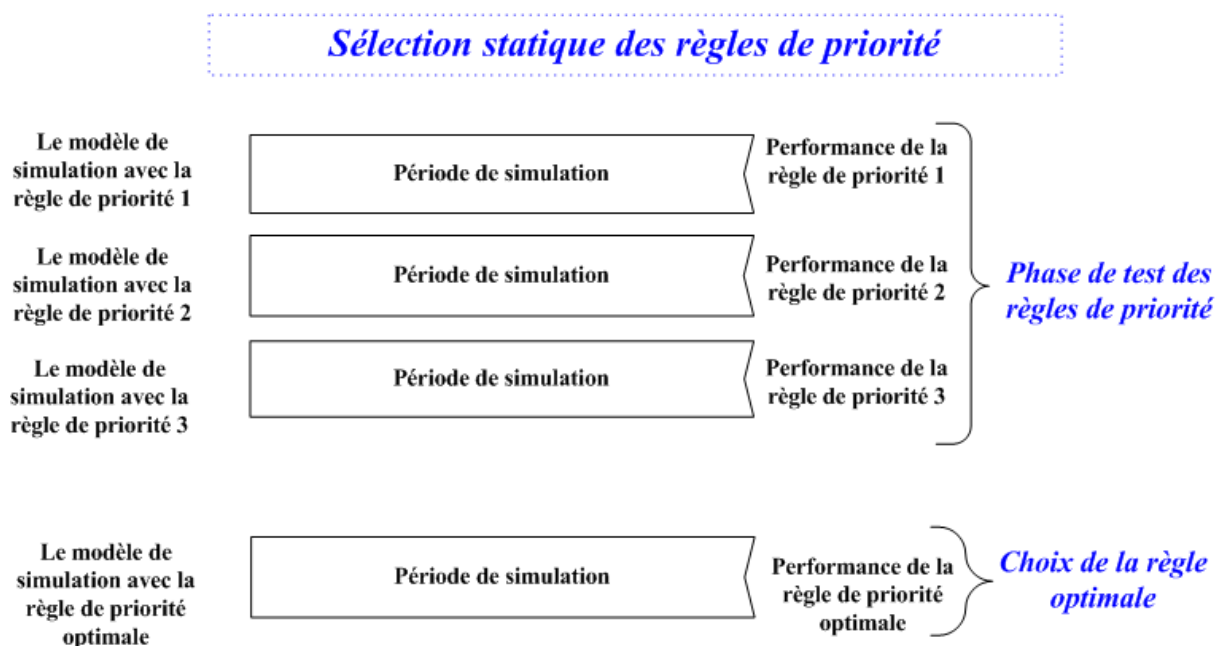 Sélection statique des règles de priorité
Le modèle de
simulation avec la
règle de priorité 1
Période de simulation
Performance de la
règle de priorité 1
Le modèle de
simulation avec la
règle de priorité 2
Période de simulation
Performance de la
règle de priorité 2
Phase de test des
règles de priorité
Le modèle de
simulation avec la
règle de priorité 3
Période de simulation
Performance de la
règle de priorité 3
Le modèle de
simulation avec la
règle de priorité
optimale
Période de simulation
Performance de la
règle de priorité
optimale
Choix de la règle
optimale